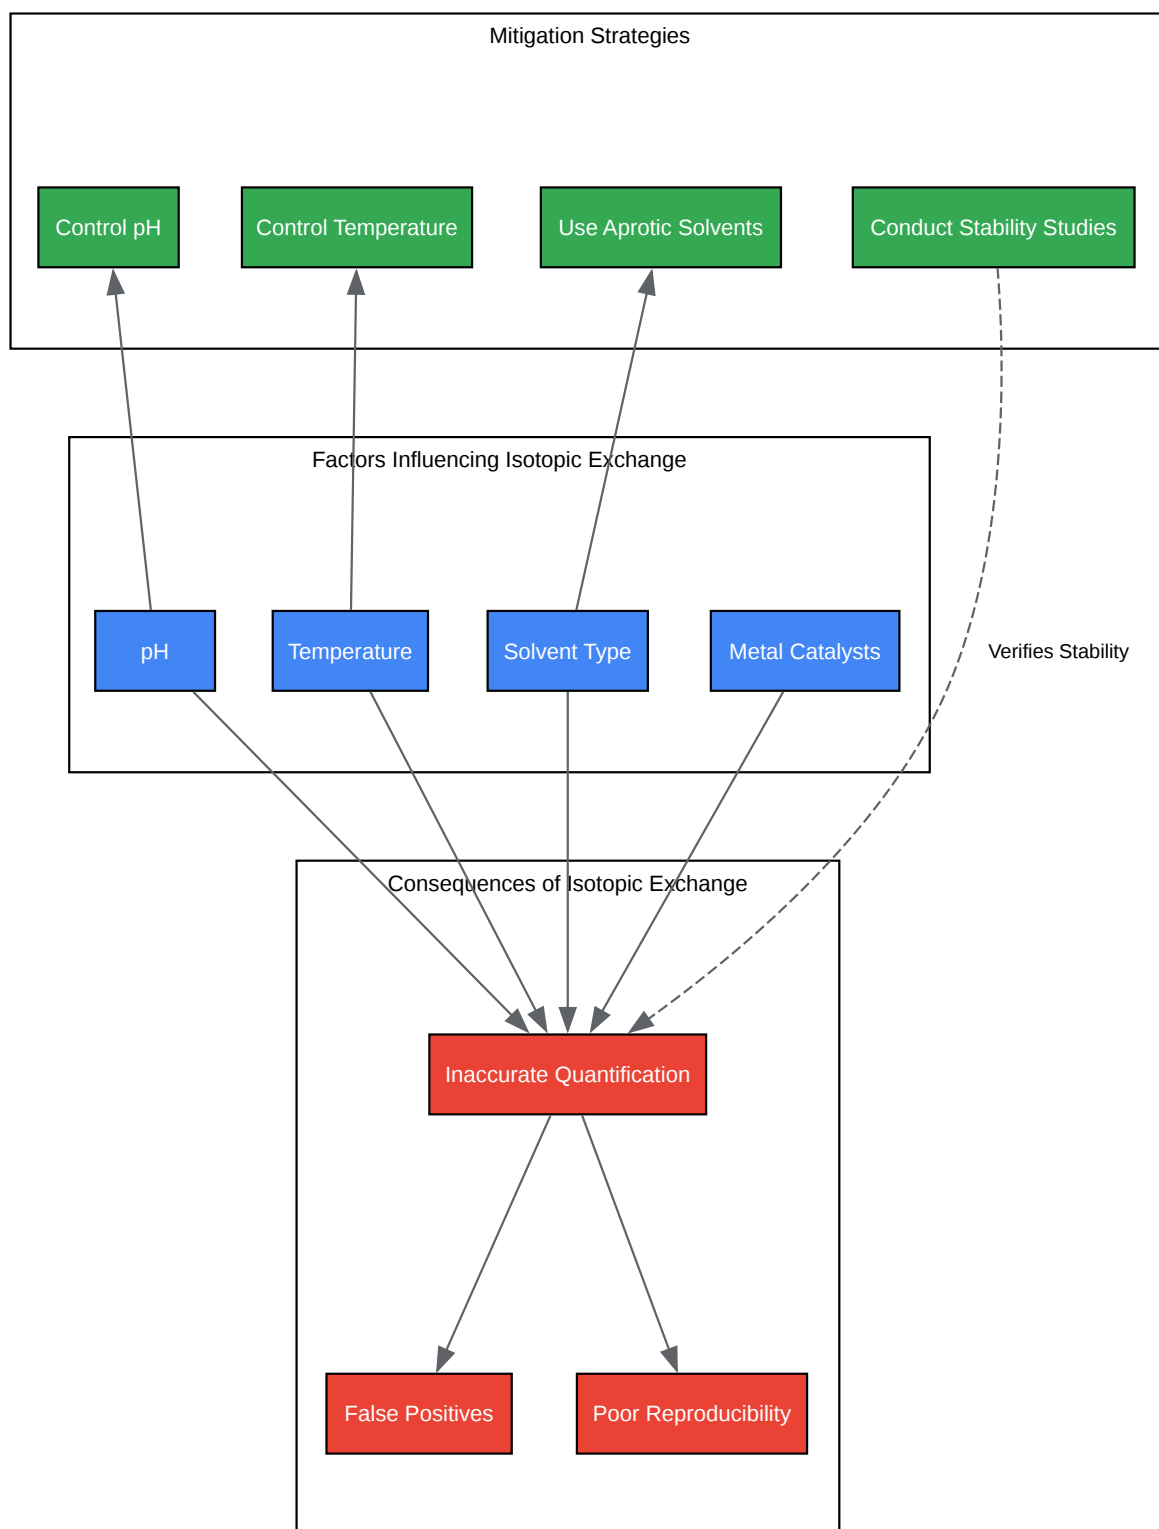 Mitigation Strategies
Control pH
Control Temperature
Use Aprotic Solvents
Conduct Stability Studies
Factors Influencing Isotopic Exchange
pH
Temperature
Solvent Type
Metal Catalysts
Verifies Stability
Consequences of Isotopic Exchange
Inaccurate Quantification
False Positives
Poor Reproducibility